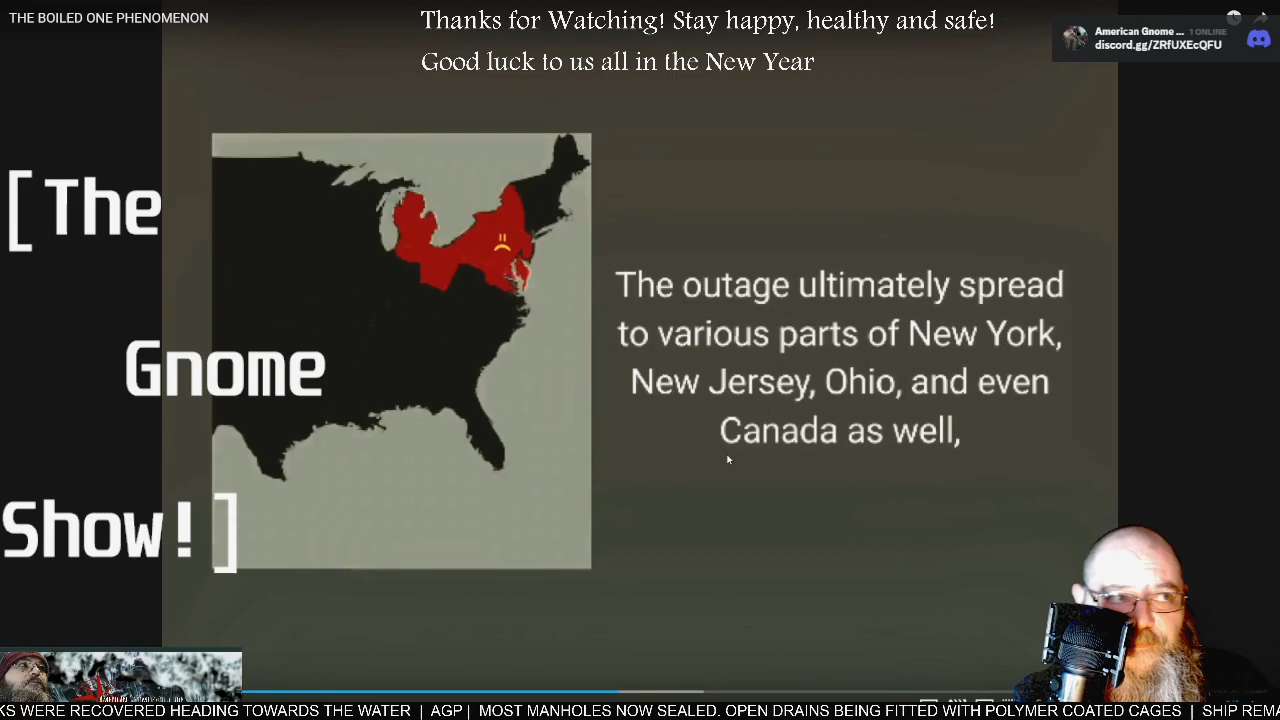 THE BOILED ONE PHENOMENON
Thanks for Watching! Stay happy, healthy and safe!
Good luck to us all in the New Year
American Gnome ... 1 ONLINE
discord.gg/ZRfUXEcQFU
[The
Gnome
Show!]
The outage ultimately spread
to various parts of New York,
New Jersey, Ohio, and even
Canada as well,
KS WERE RECOVERED HEADING TOWARDS THE WATER | AGP | MOST MANHOLES NOW SEALED. OPEN DRAINS BEING FITTED WITH POLYMER COATED CAGES | SHIP REMA